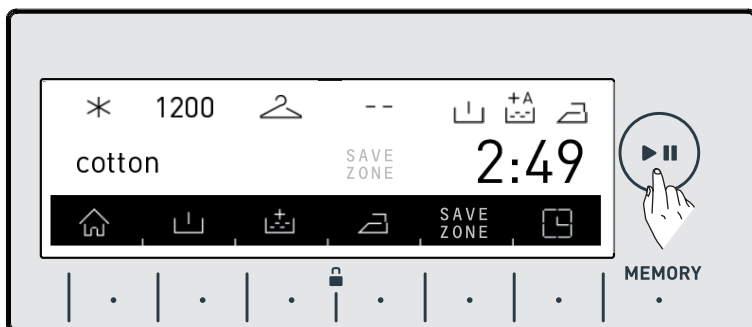 1200 --
+A
cotton SAVE ZONE 2:49
SAVE ZONE
MEMORY